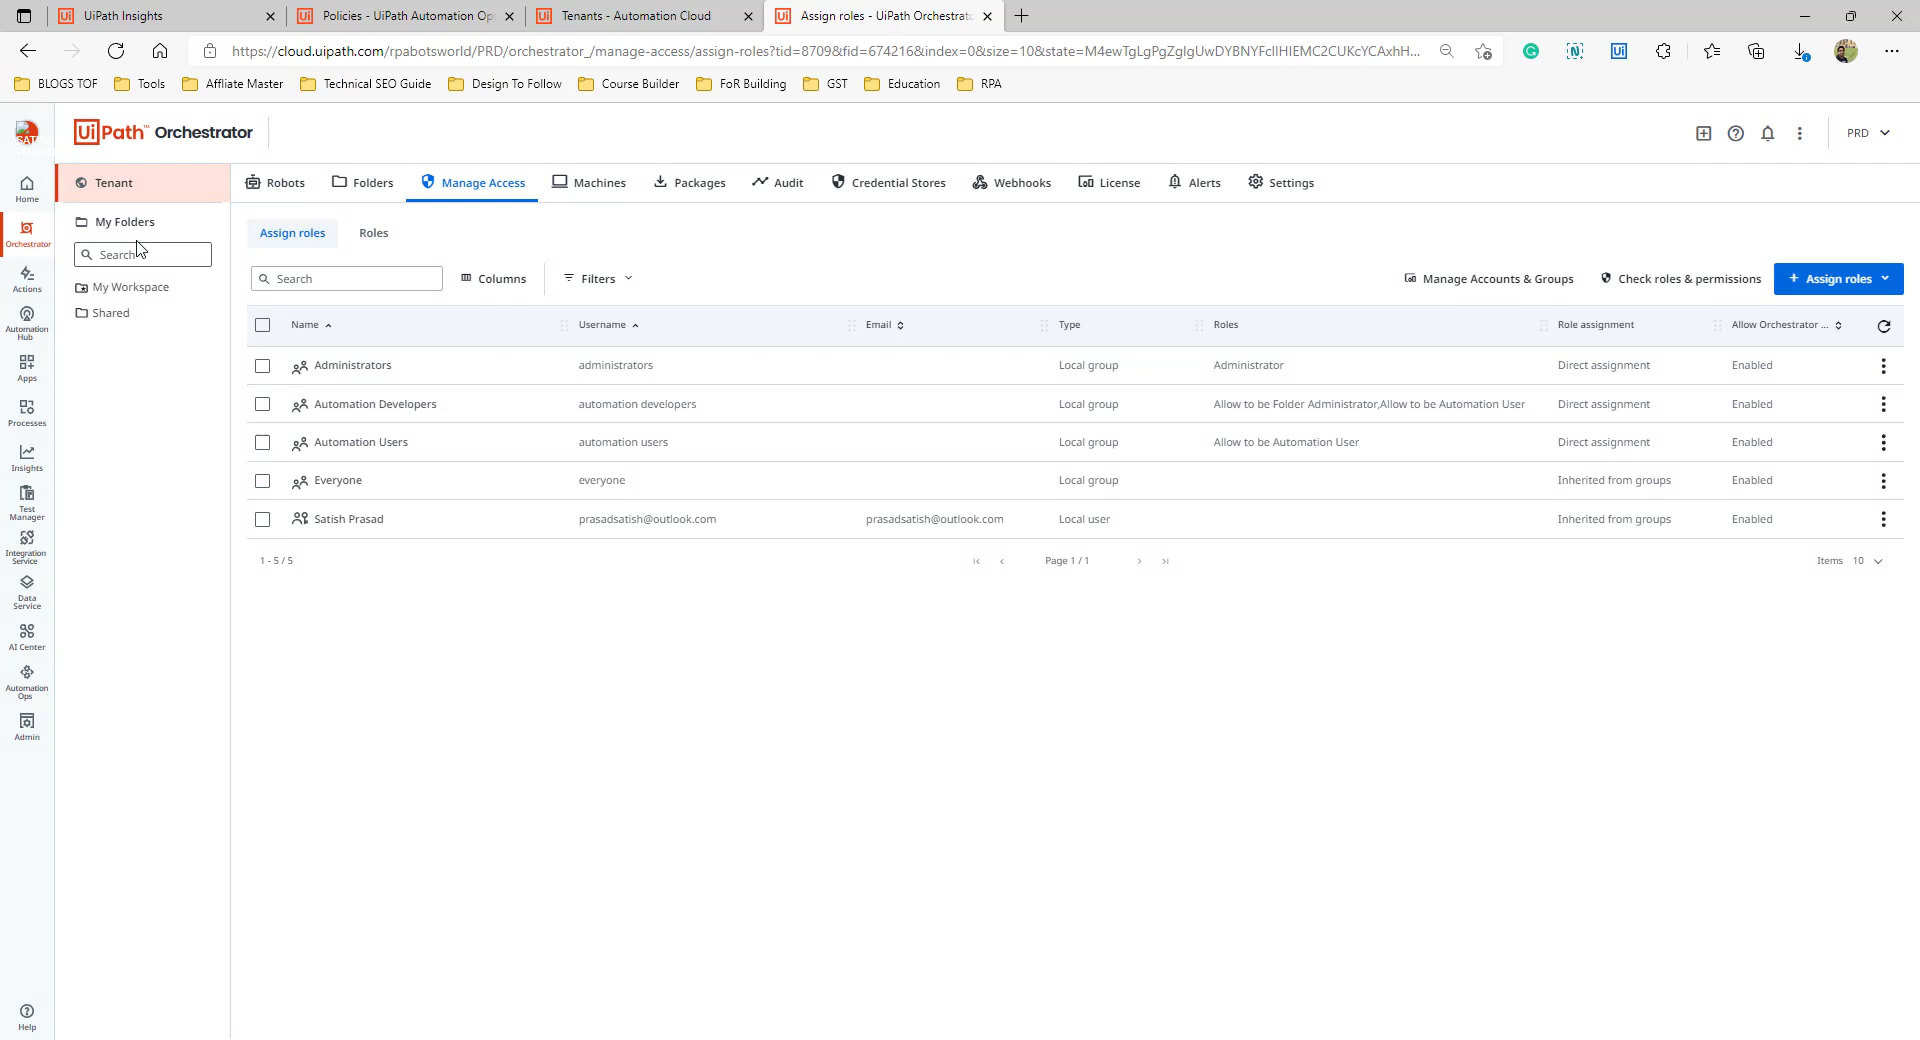 UiPath Insights
Policies - UiPath Automation Op
Tenants - Automation Cloud
Assign roles - UiPath Orchestrato
https://cloud.uipath.com/rpabotsworld/PRD/orchestrator_/manage-access/assign-roles?tid=8709&fid=674216&index=0&size=10&state=M4ewTgLgPgZglgUwDYBNYFcIIHIEMC2CUKcYCAxhH...
BLOGS TOF
Tools
Affliate Master
Technical SEO Guide
Design To Follow
Course Builder
FoR Building
GST
Education
RPA
UiPath™ Orchestrator
PRD
Home
Orchestrator
Actions
Automation
Hub
Apps
Processes
Insights
Test
Manager
Integration
Service
Data
Service
AI Center
Automation
Ops
Admin
Help
Tenant
My Folders
Search
My Workspace
Shared
Robots
Folders
Manage Access
Machines
Packages
Audit
Credential Stores
Webhooks
License
Alerts
Settings
Assign roles
Roles
Search
Columns
Filters
Manage Accounts & Groups
Check roles & permissions
+ Assign roles
Name Username Email Type Roles Role assignment Allow Orchestrator ...
Administrators administrators Local group Administrator Direct assignment Enabled
Automation Developers automation developers Local group Allow to be Folder Administrator,Allow to be Automation User Direct assignment Enabled
Automation Users automation users Local group Allow to be Automation User Direct assignment Enabled
Everyone everyone Local group Inherited from groups Enabled
Satish Prasad prasadsatish@outlook.com prasadsatish@outlook.com Local user Inherited from groups Enabled
1 - 5 / 5
Page 1 / 1
Items 10